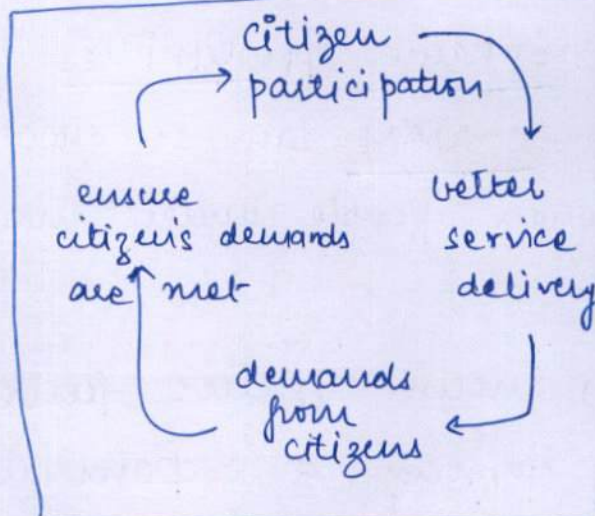 citizen
participation
better
service
delivery
demands
from
citizens
ensure
citizen's demands
are met